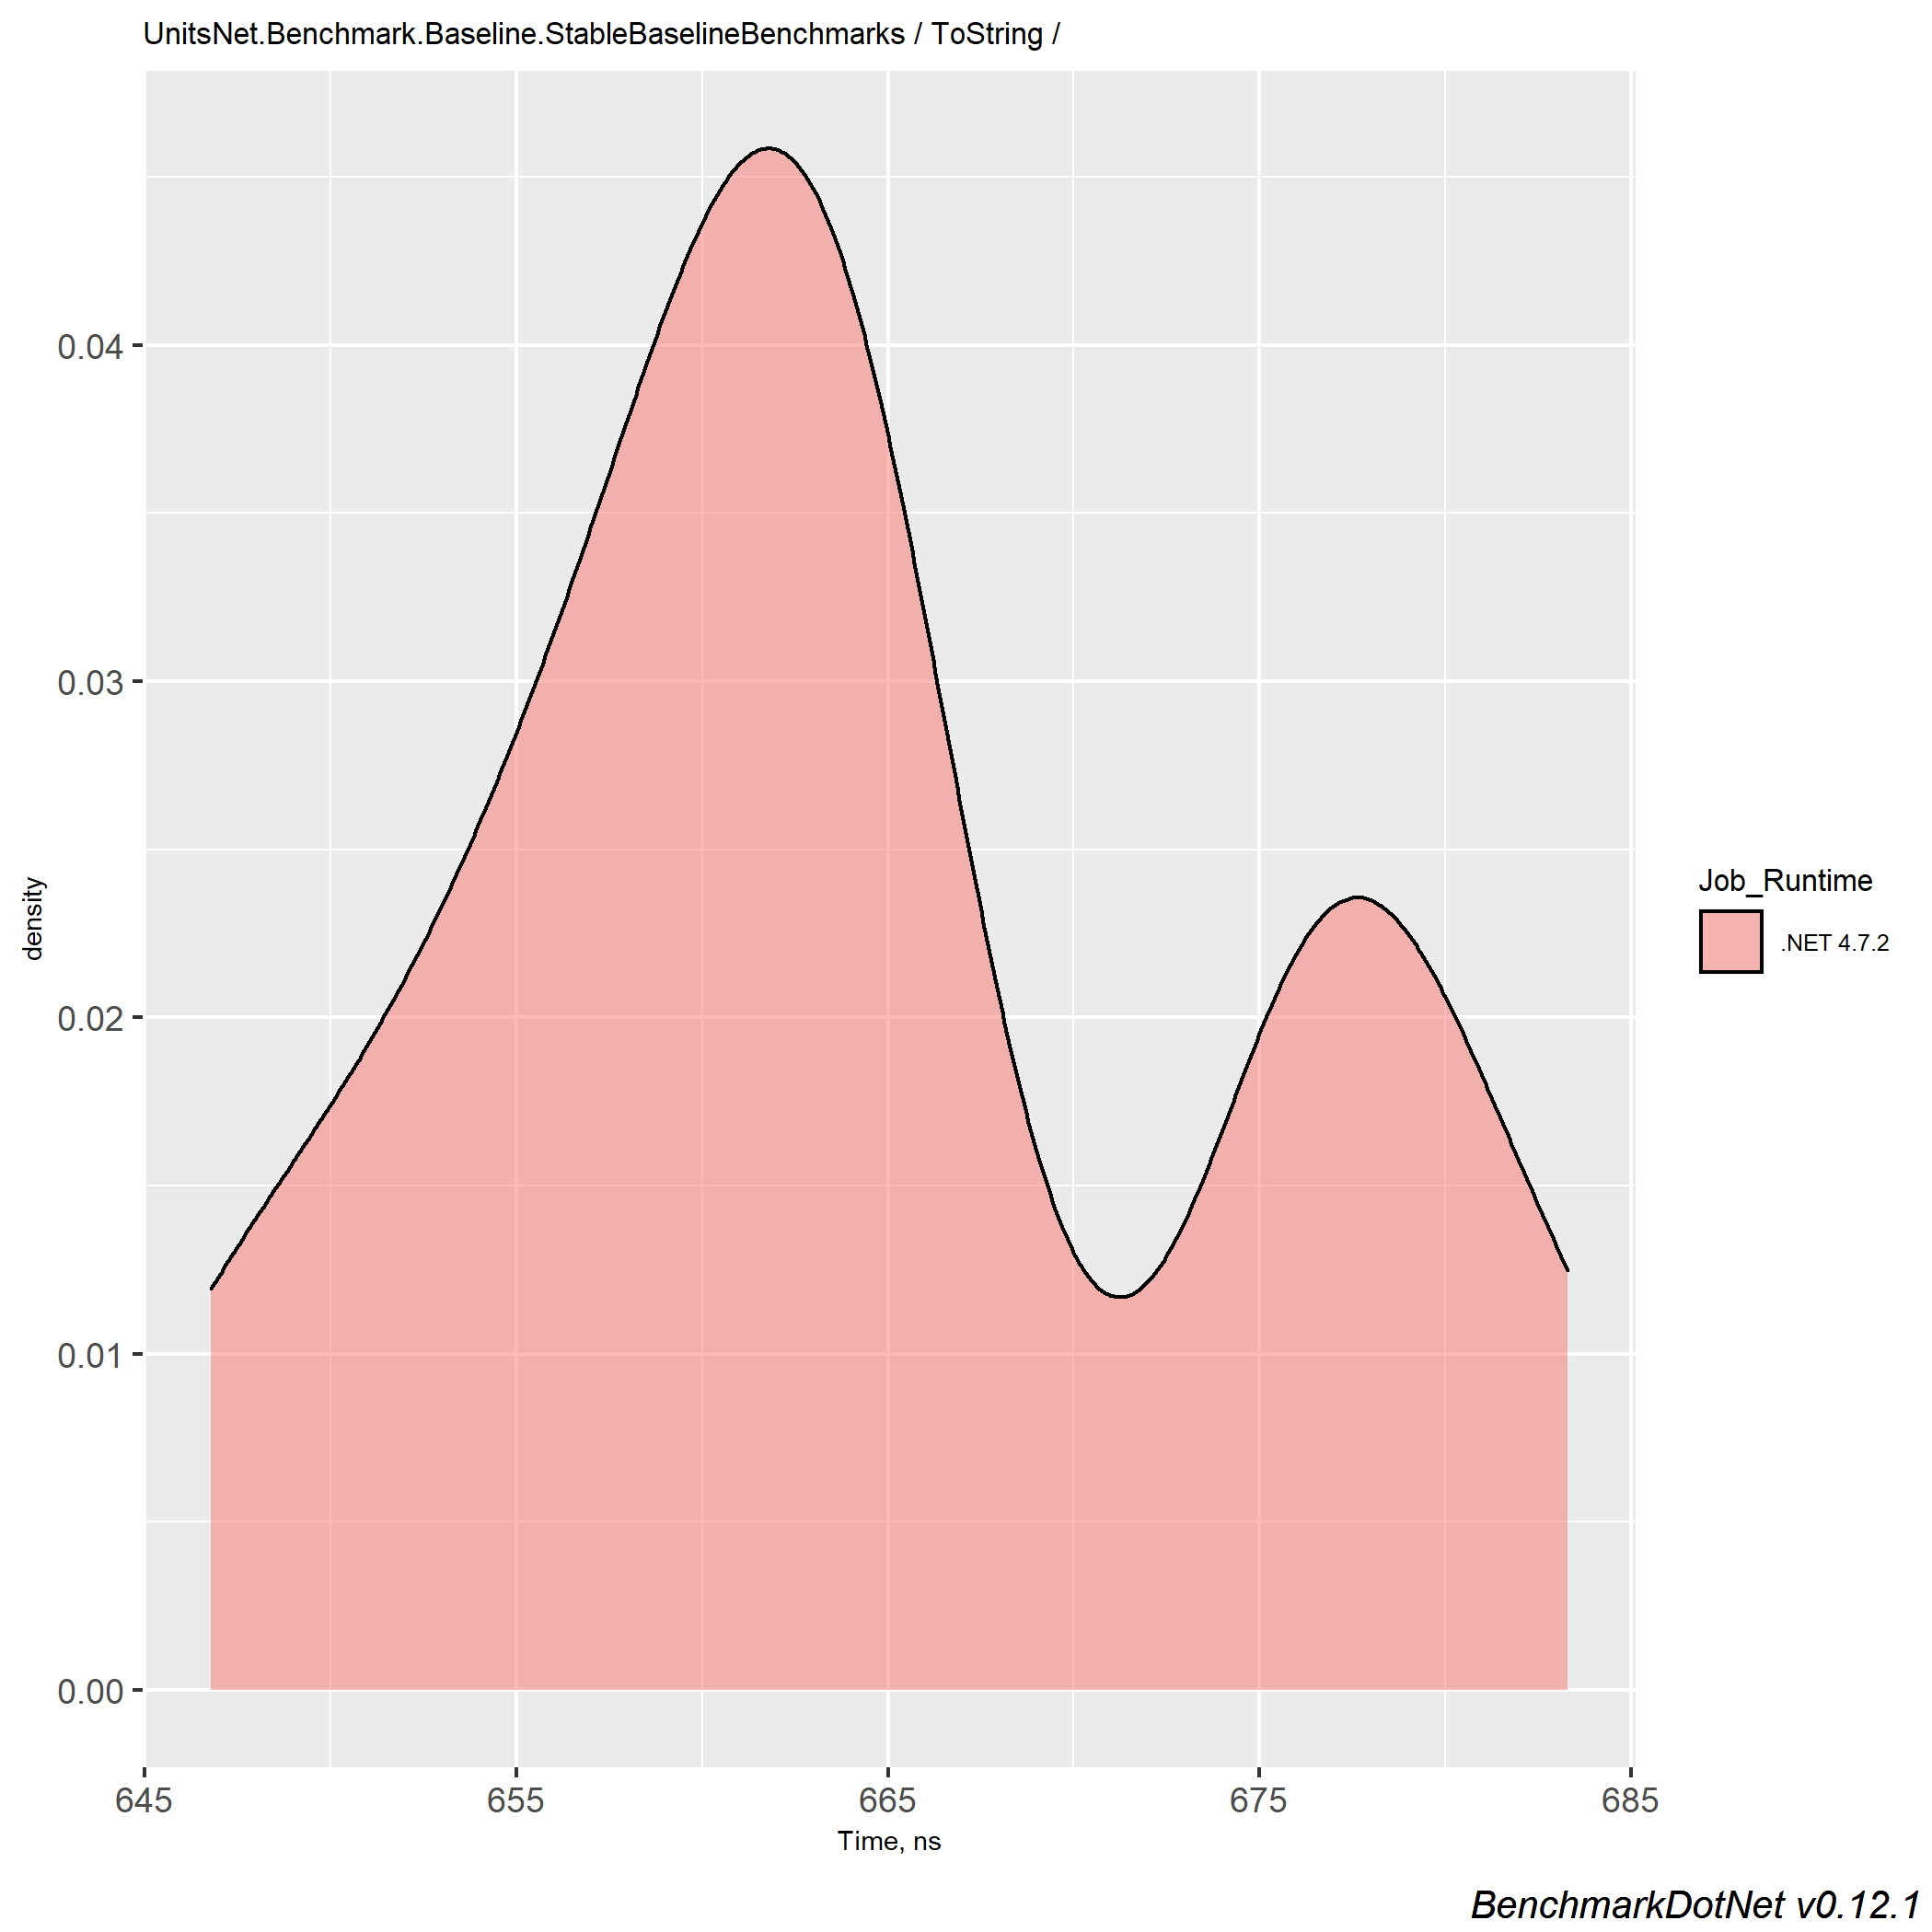 UnitsNet.Benchmark.Baseline.StableBaselineBenchmarks / ToString /
0.04
0.03
0.02
0.01
0.00
density
645 655 665 675 685
Time, ns
Job_Runtime
.NET 4.7.2
BenchmarkDotNet v0.12.1